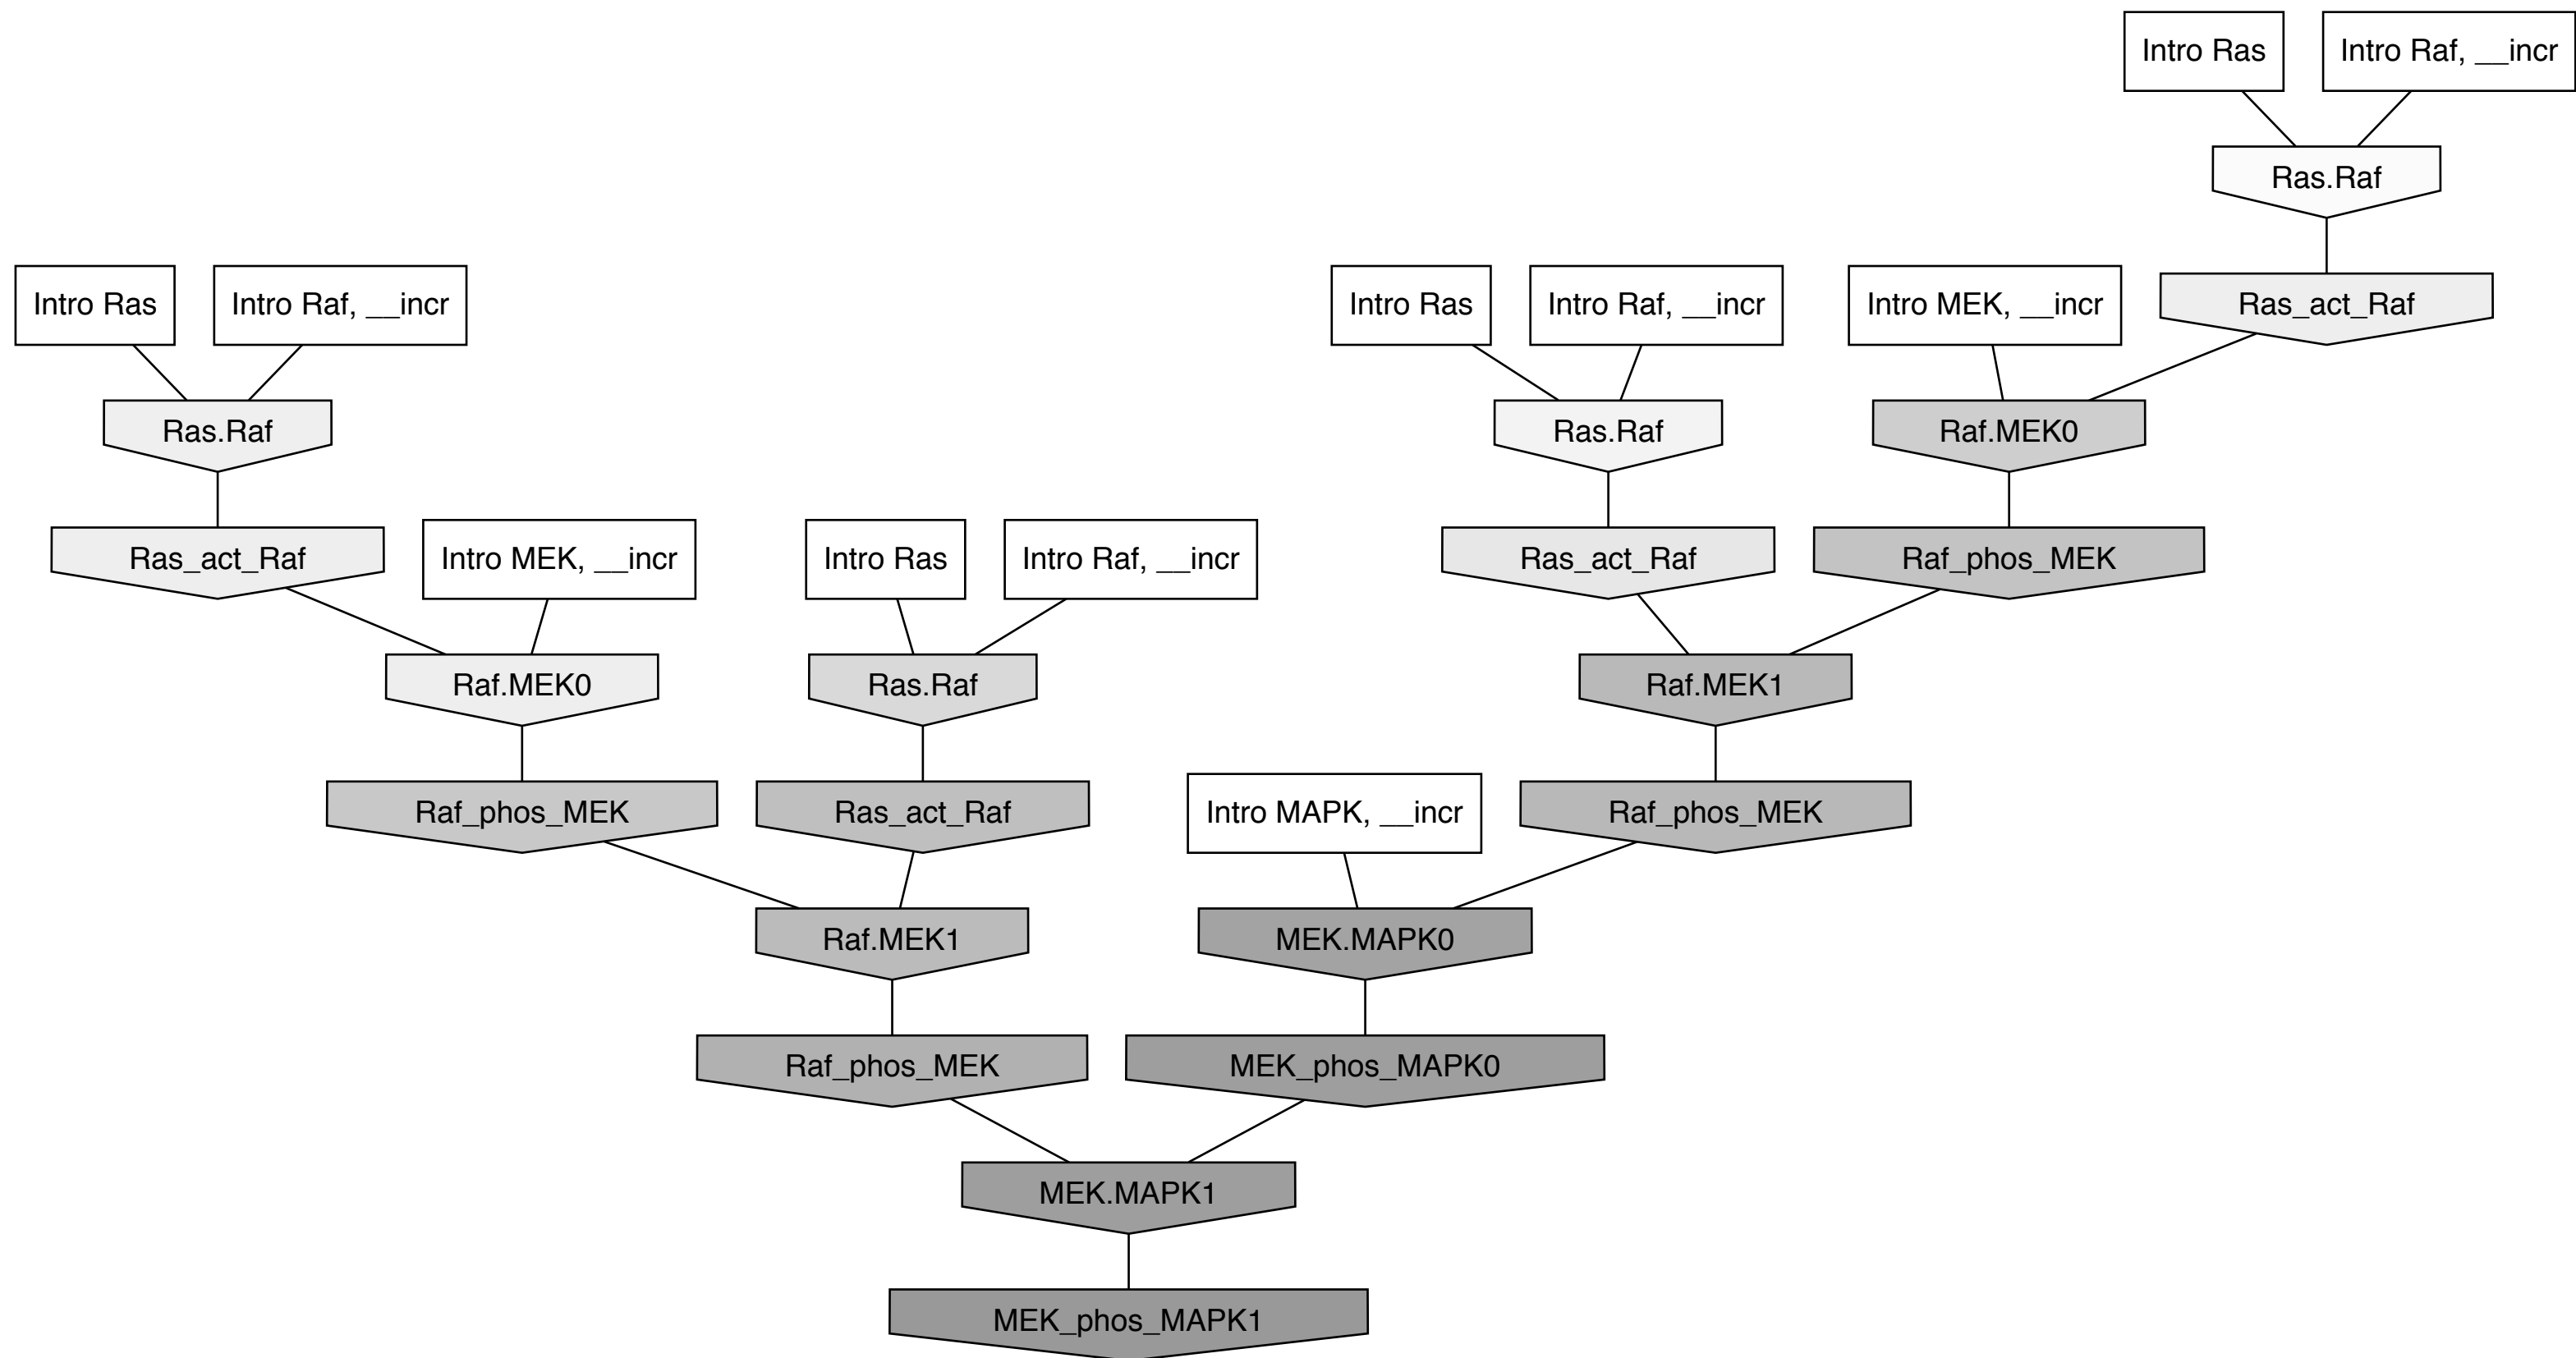 Intro Ras
Intro Raf, __incr
Ras.Raf
Intro Ras
Intro Raf, __incr
Intro Ras
Intro Raf, __incr
Intro MEK, __incr
Ras_act_Raf
Ras.Raf
Ras.Raf
Raf.MEK0
Ras_act_Raf
Intro MEK, __incr
Intro Ras
Intro Raf, __incr
Ras_act_Raf
Raf_phos_MEK
Raf.MEK0
Ras.Raf
Raf.MEK1
Raf_phos_MEK
Ras_act_Raf
Intro MAPK, __incr
Raf_phos_MEK
Raf.MEK1
MEK.MAPK0
Raf_phos_MEK
MEK_phos_MAPK0
MEK.MAPK1
MEK_phos_MAPK1